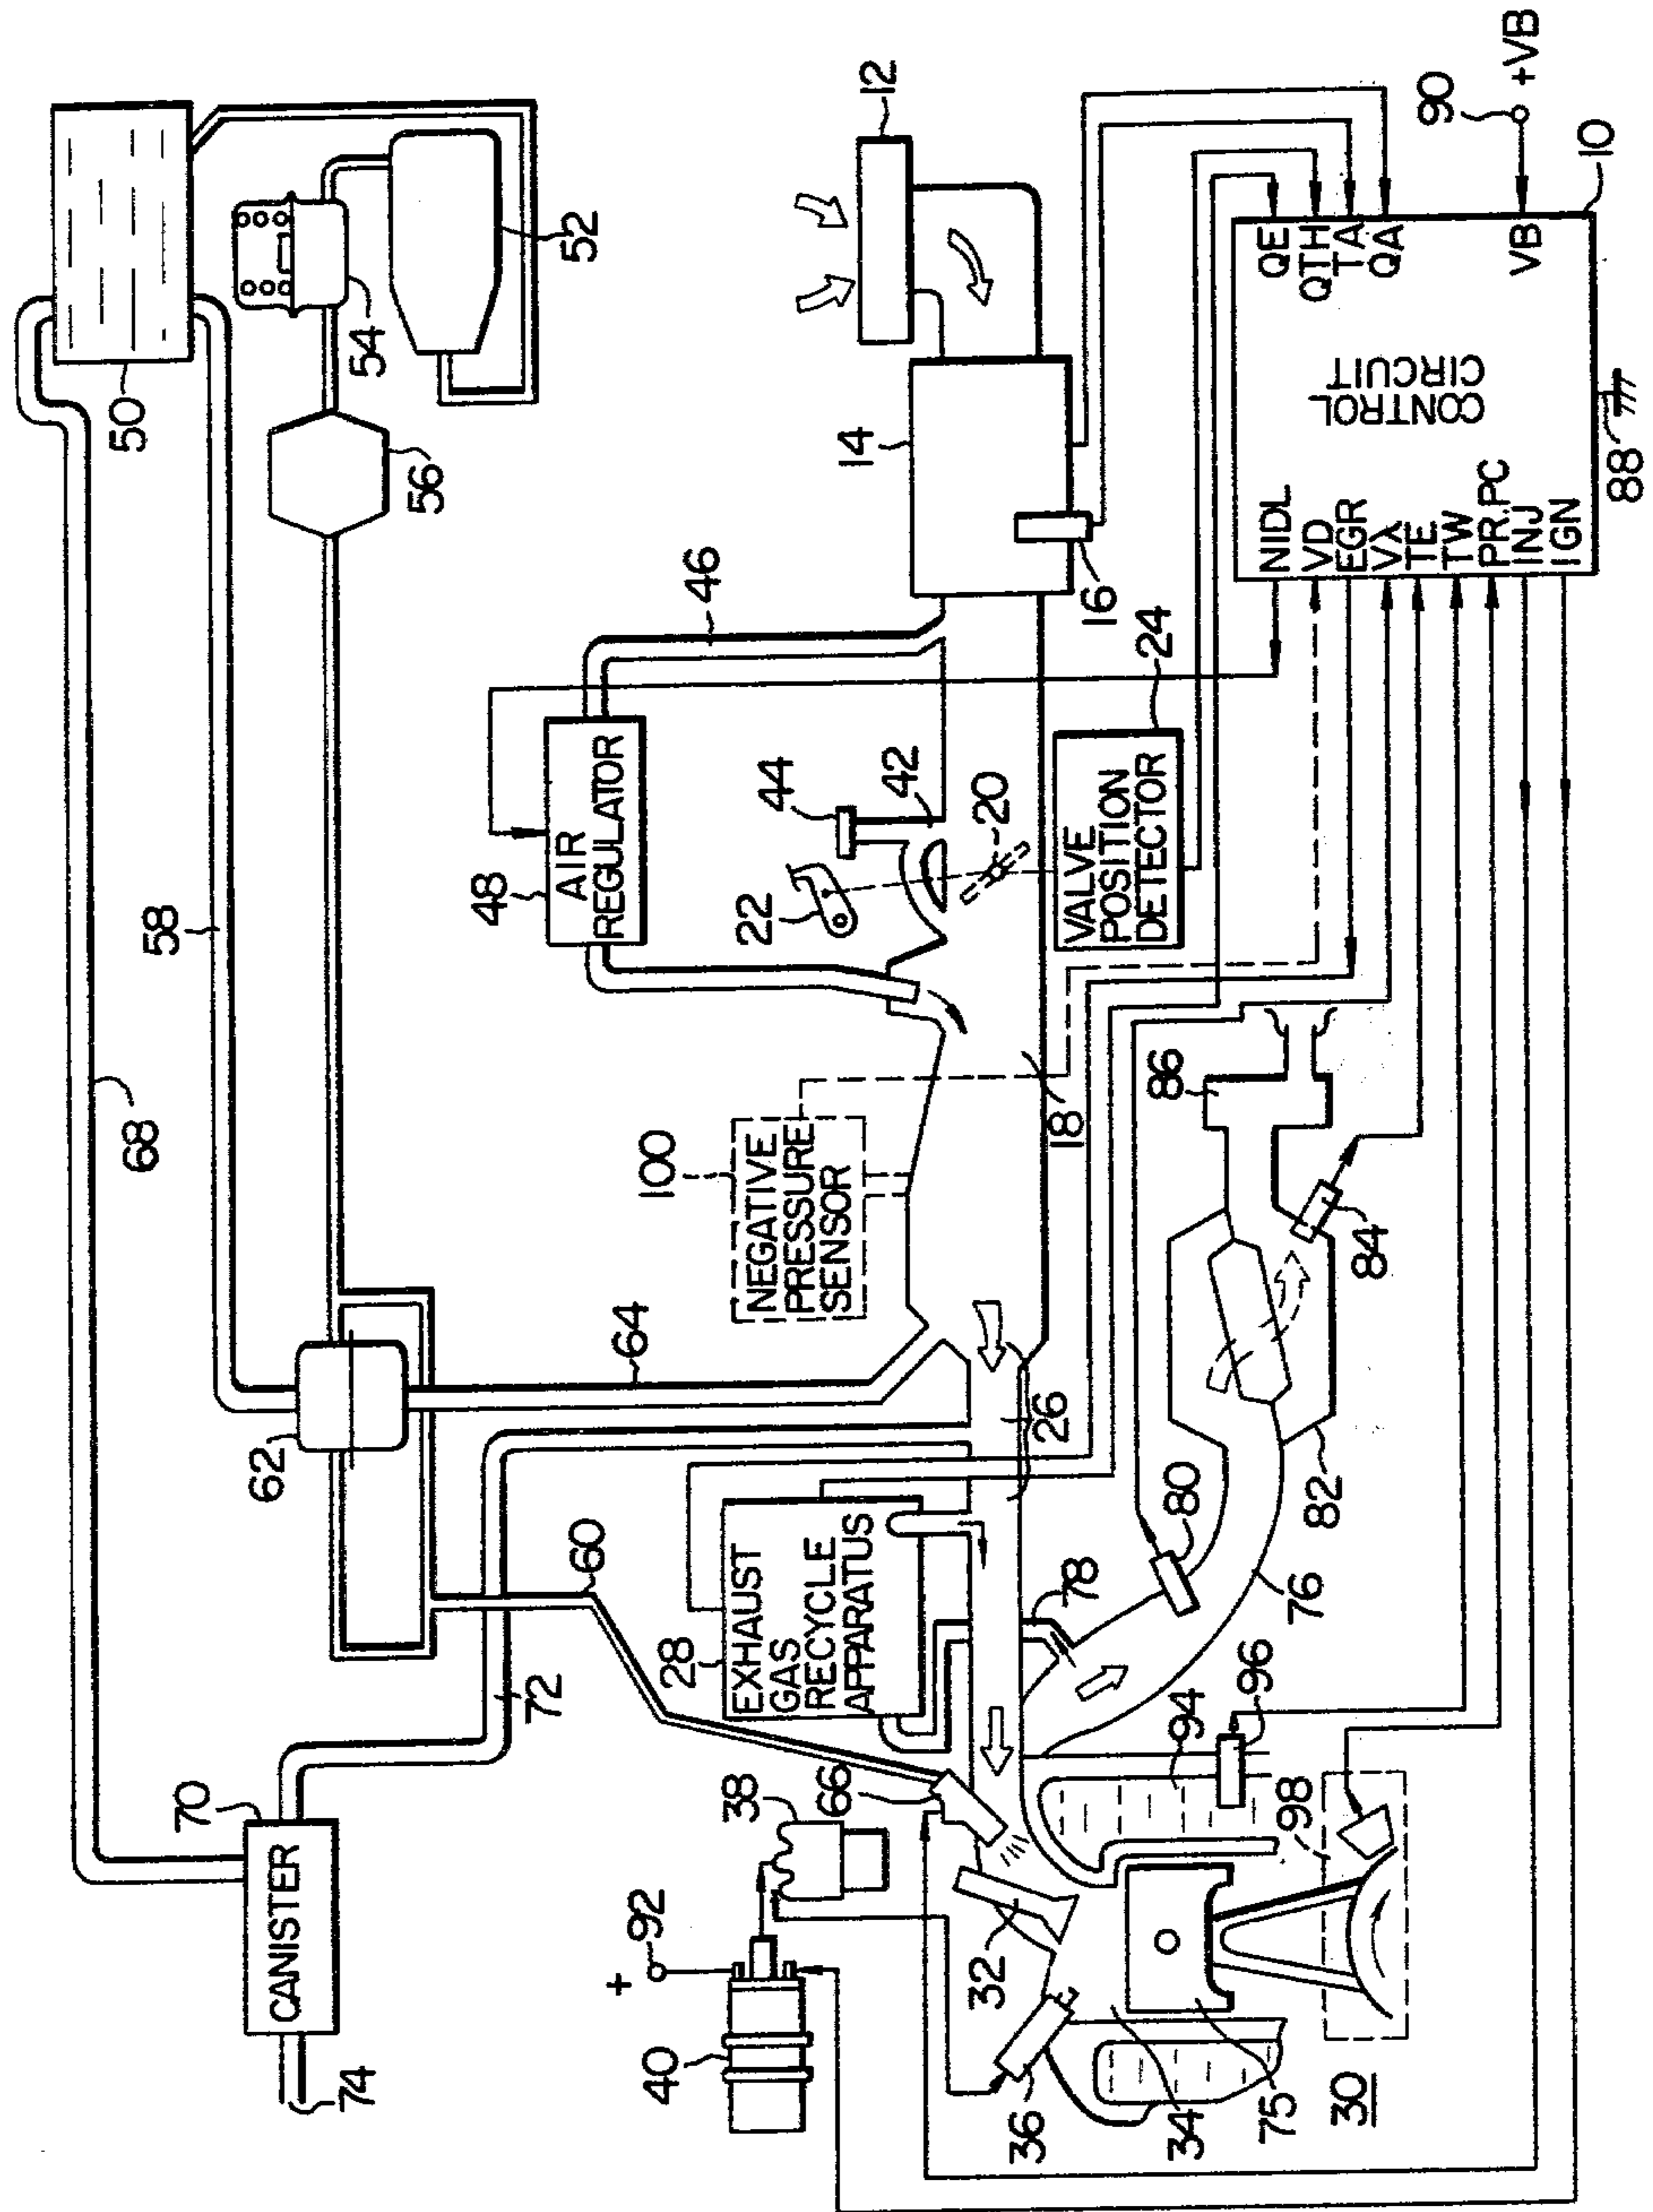 68
58
50
74
70
CANISTER
62
54
56
52
72
60
64
46
48
AIR
REGULATOR
40
+
92
38
28
EXHAUST
GAS
RECYCLE
APPARATUS
100
NEGATIVE
PRESSURE
SENSOR
22
44
42
20
14
12
66
32
36
26
18
16
24
VALVE
POSITION
DETECTOR
34
75
30
98
94
96
78
76
80
82
84
86
CONTROL
CIRCUIT
NIDL
VD
EGR
Vλ
TE
TW
PR.PC
INJ
IGN
QE
QTH
TA
QA
VB
90
+VB
10
88